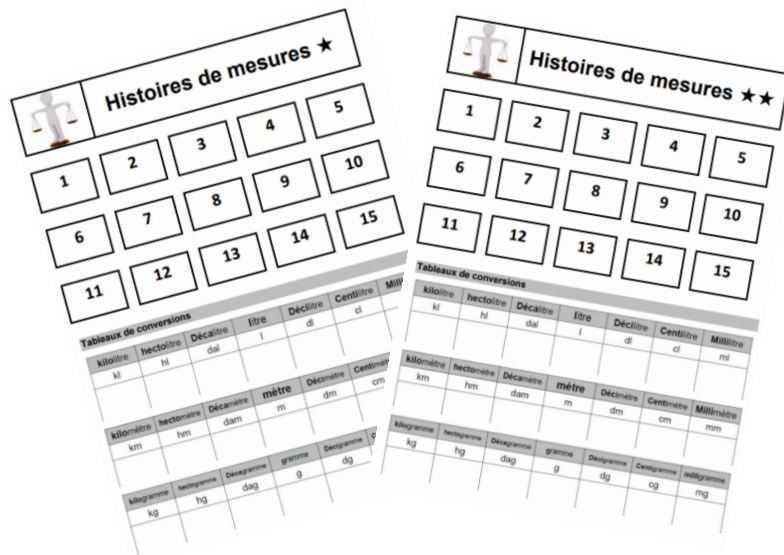 Histoires de mesures ★
1 2 3 4 5
6 7 8 9 10
11 12 13 14 15
Tableaux de conversions
kilolitre hectolitre Décalitre litre Décilitre Centilitre
kl hl dal l dl cl
kilomètre hectomètre Décamètre mètre Décimètre
km hm dam m dm cm
kilogramme hectogramme Décagramme gramme Décigramme
kg hg dag g dg
Histoires de mesures ★★
1 2 3 4 5
6 7 8 9 10
11 12 13 14 15
Tableaux de conversions
kilolitre hectolitre Décalitre litre Décilitre Centilitre Millilitre
kl hl dal l dl cl ml
kilomètre hectomètre Décamètre mètre Décimètre Centimètre Millimètre
km hm dam m dm cm mm
kilogramme hectogramme Décagramme gramme Décigramme Centigramme milligramme
kg hg dag g dg cg mg